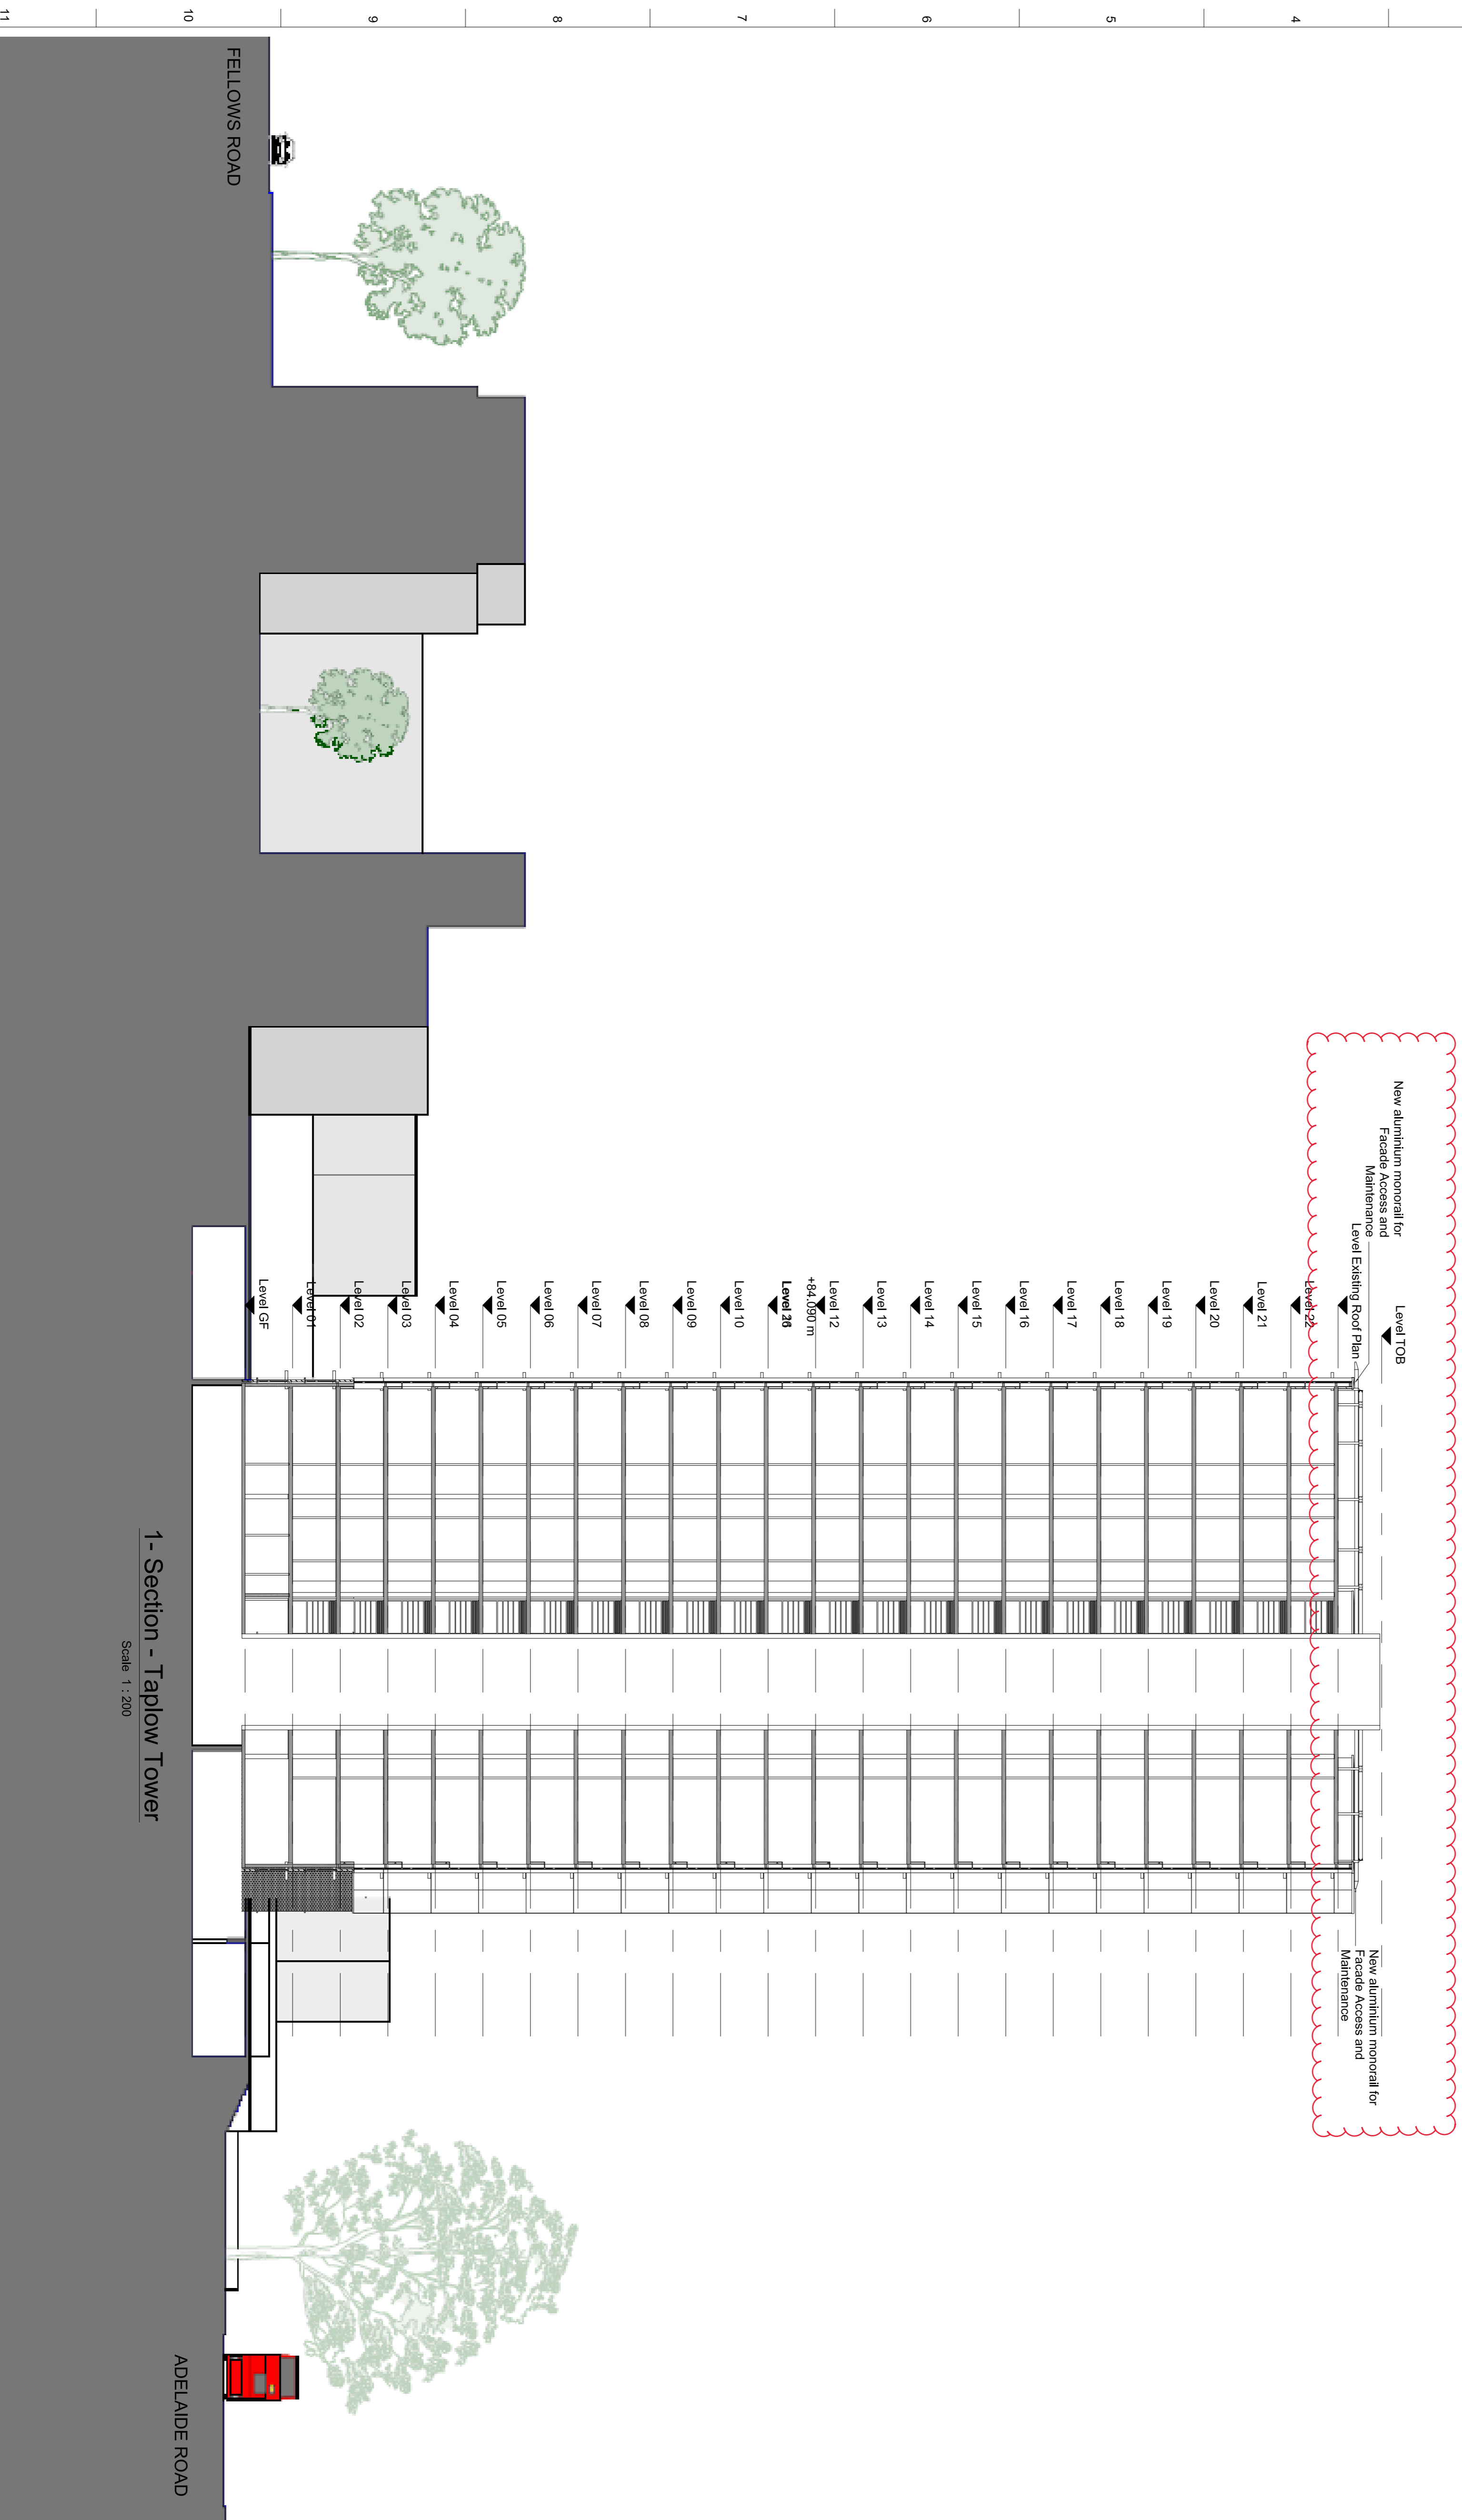 11
10
9
8
7
6
5
4
New aluminium monorail for
Facade Access and
Maintenance
Level Existing Roof Plan
Level TOB
Level 22
Level 21
Level 20
Level 19
Level 18
Level 17
Level 16
Level 15
Level 14
Level 13
Level 12
+84.090 m
Level
Level 10
Level 09
Level 08
Level 07
Level 06
Level 05
Level 04
Level 03
Level 02
Level 01
Level GF
New aluminium monorail for
Facade Access and
Maintenance
FELLOWS ROAD
ADELAIDE ROAD
1- Section - Taplow Tower
Scale 1 : 200